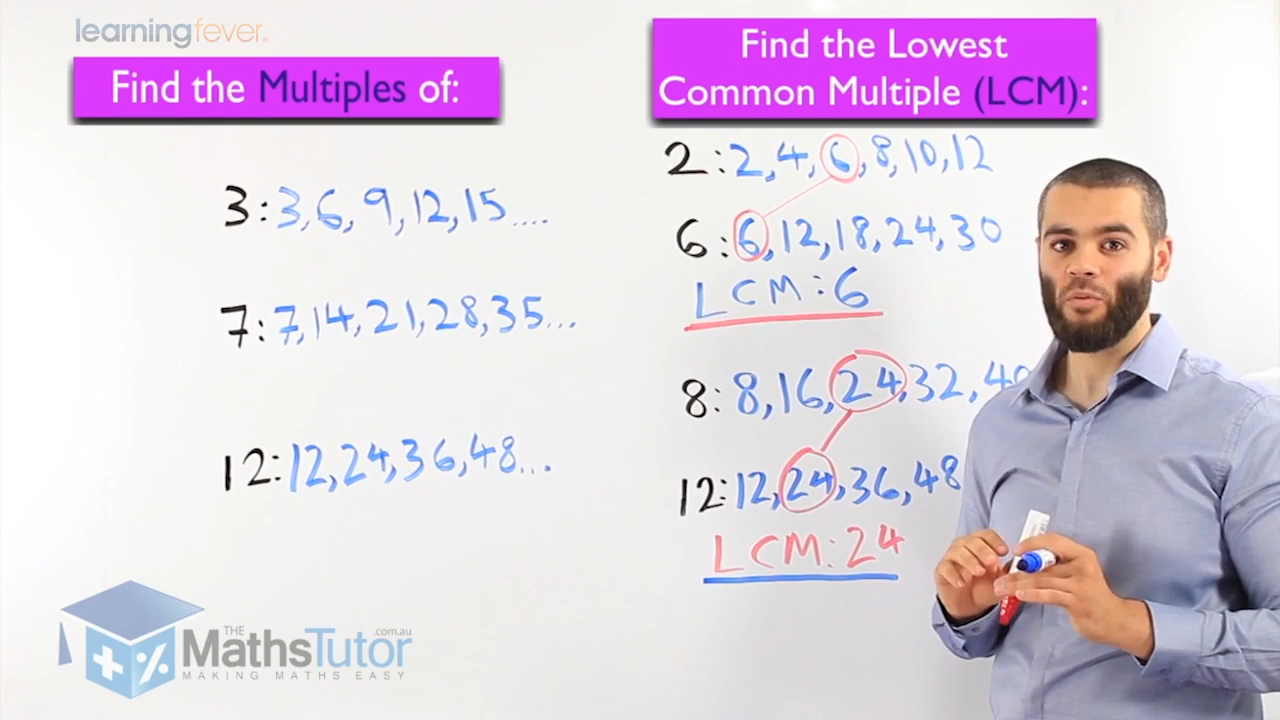 learningfever.
Find the Multiples of:
3: 3, 6, 9, 12, 15....
7: 7, 14, 21, 28, 35...
12: 12, 24, 36, 48...
Find the Lowest
Common Multiple (LCM):
2: 2, 4, 6, 8, 10, 12
6: 6, 12, 18, 24, 30
LCM: 6
8: 8, 16, 24, 32, 40
12: 12, 24, 36, 48
LCM: 24
THE MathsTutor .com.au
MAKING MATHS EASY